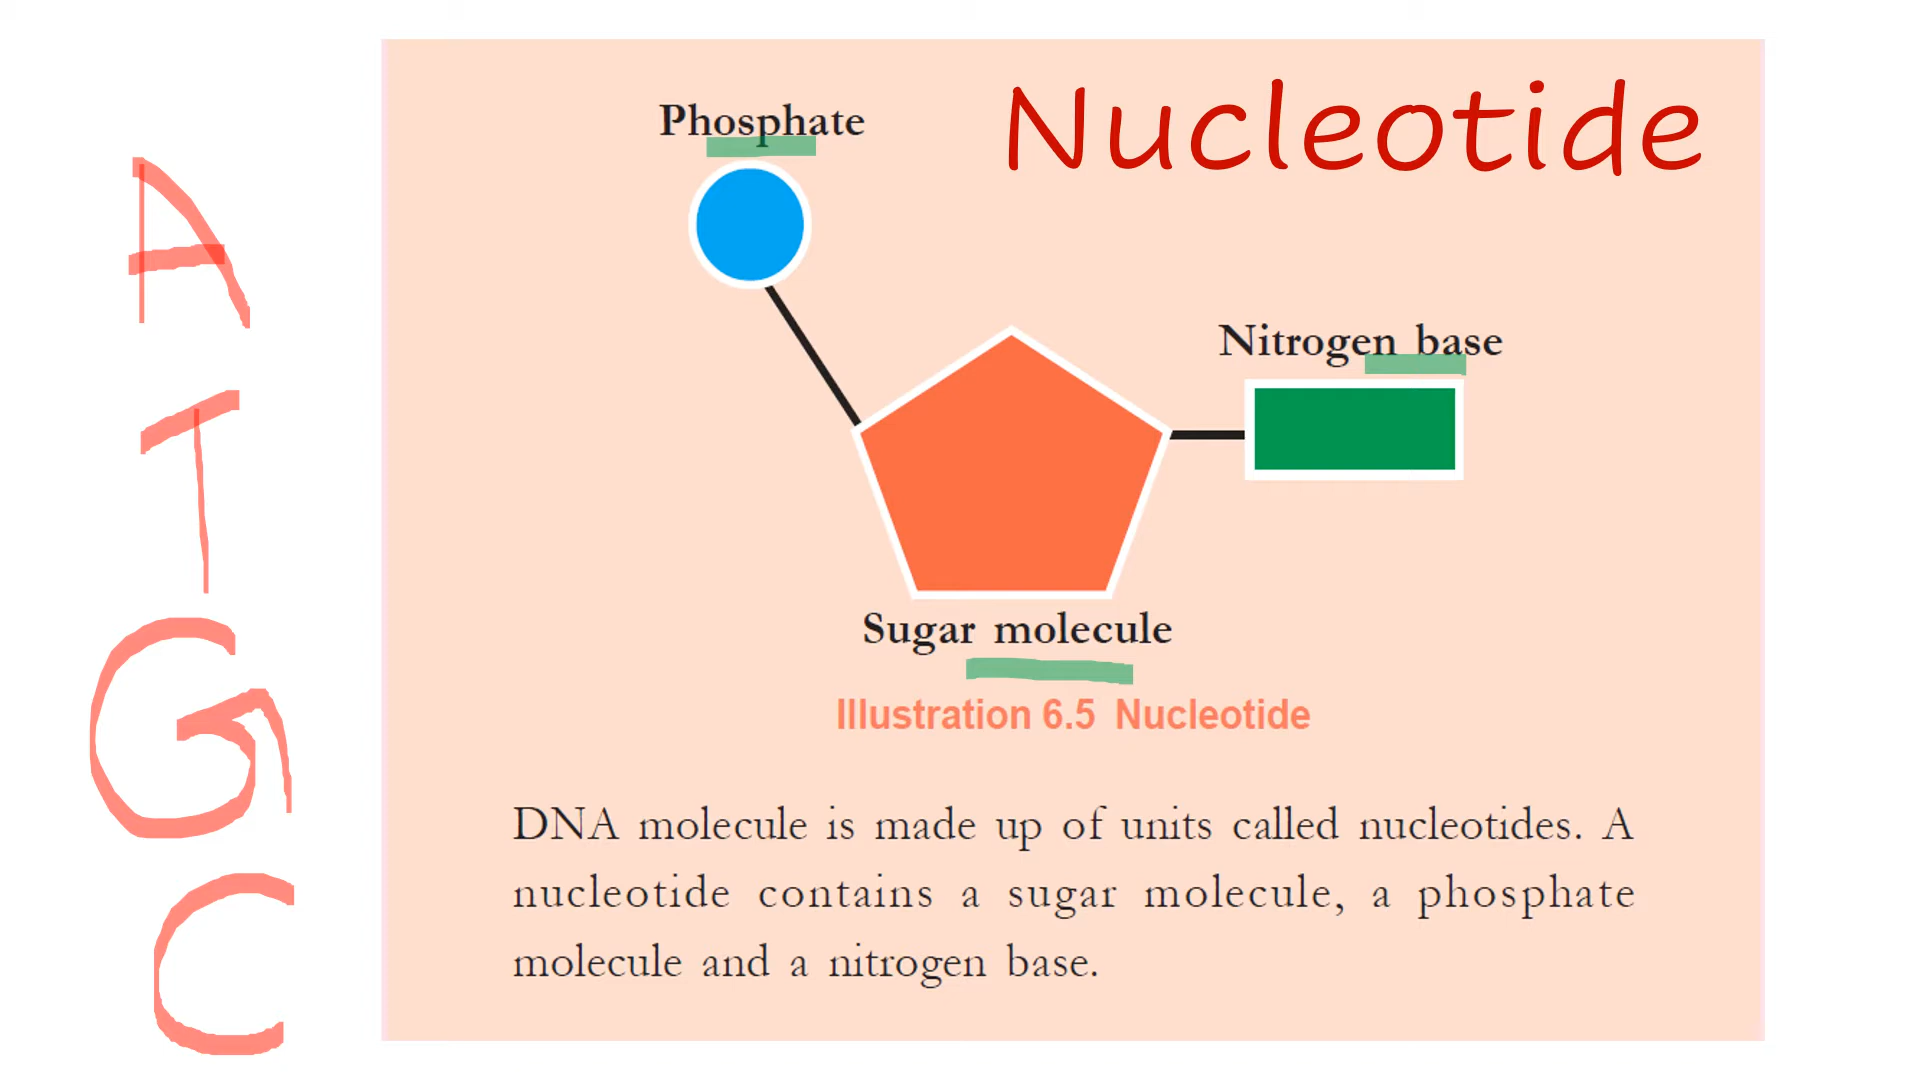 A
T
G
C
Nucleotide
Phosphate
Nitrogen base
Sugar molecule
Illustration 6.5 Nucleotide
DNA molecule is made up of units called nucleotides. A
nucleotide contains a sugar molecule, a phosphate
molecule and a nitrogen base.